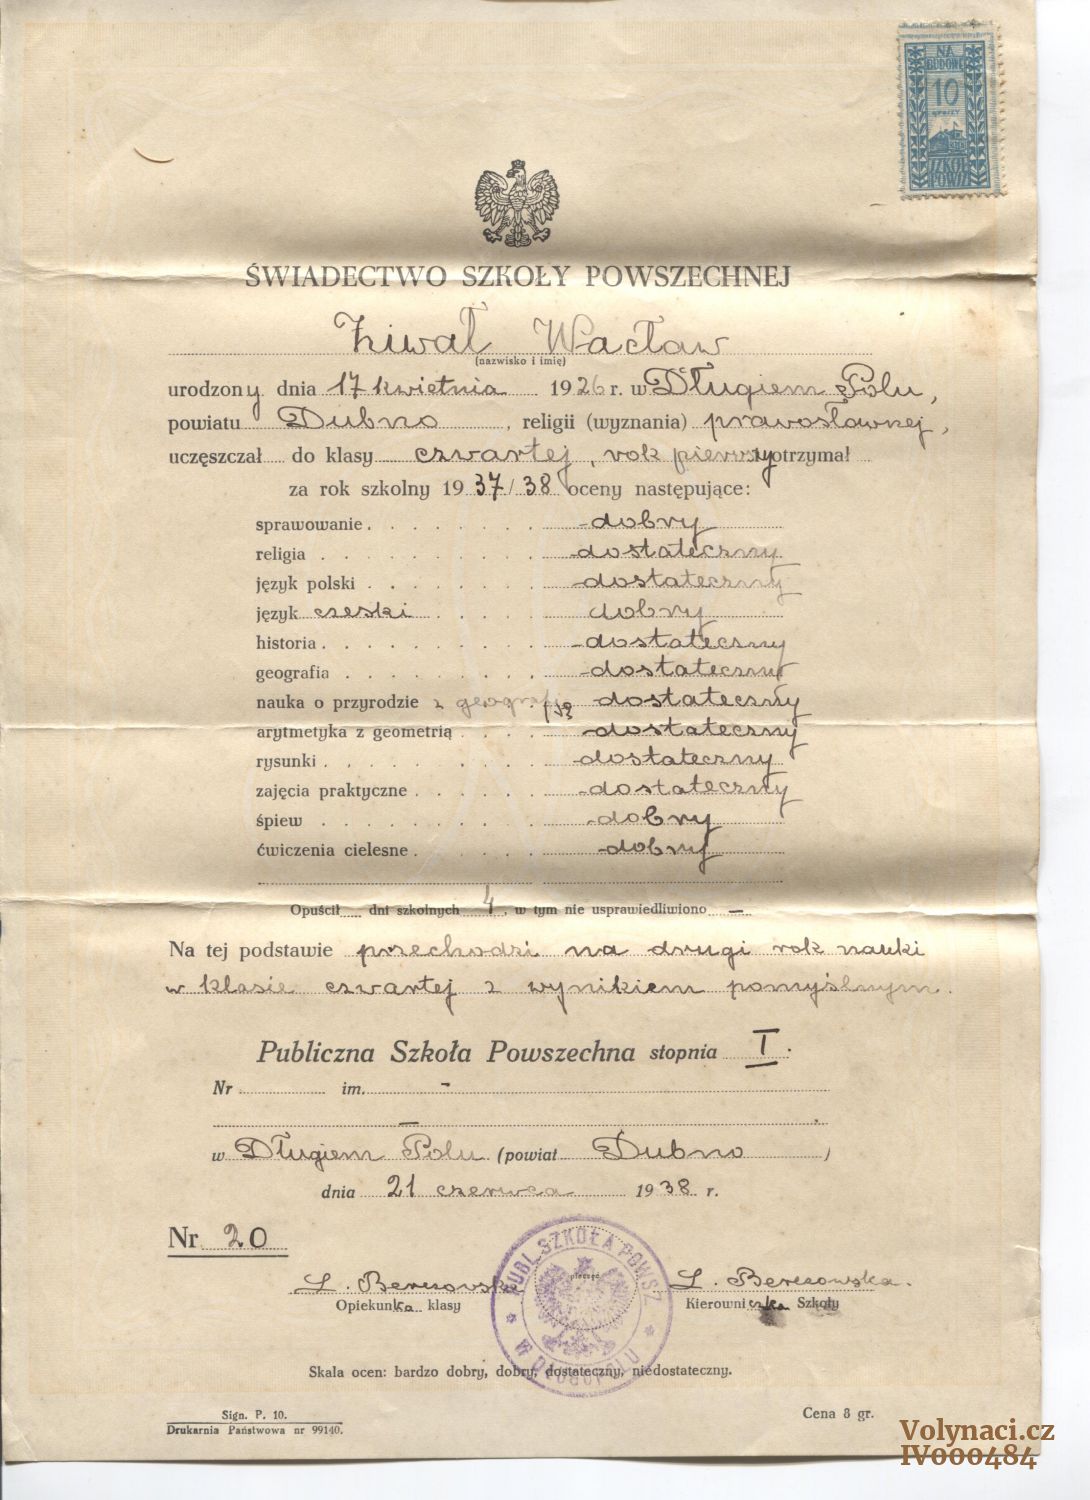 NA
BUDOWĘ
10
GROSZY
SZKÓŁ
POWSZ
ŚWIADECTWO SZKOŁY POWSZECHNEJ
Żiwał Wacław
(nazwisko i imię)
urodzony dnia 17 kwietnia 1926 r. w Długiem Polu,
powiatu Dubno, religii (wyznania) prawosławnej,
uczęszczał do klasy czwartej, rok pierwszy otrzymał
za rok szkolny 1937/38 oceny następujące:
sprawowanie dobry
religia dostateczny
język polski dostateczny
język czeski dobry
historia dostateczny
geografia dostateczny
nauka o przyrodzie z geografją dostateczny
arytmetyka z geometrią dostateczny
rysunki dostateczny
zajęcia praktyczne dostateczny
śpiew dobry
ćwiczenia cielesne dobry
Opuścił dni szkolnych 4, w tym nie usprawiedliwiono —
Na tej podstawie przechodzi na drugi rok nauki
w klasie czwartej z wynikiem pomyślnym.
Publiczna Szkoła Powszechna stopnia I.
Nr im. -
—
w Długiem Polu (powiat Dubno)
dnia 21 czerwca 1938 r.
Nr 20
L. Berezovska L. Berezowska.
Opiekunka klasy pieczęć Kierowniczka Szkoły
PUBL. SZKOŁA POWSZ.
Skala ocen: bardzo dobry, dobry, dostateczny, niedostateczny.
Sign. P. 10.
Drukarnia Państwowa nr 99140.
Cena 8 gr.
Volynaci.cz
IV000484